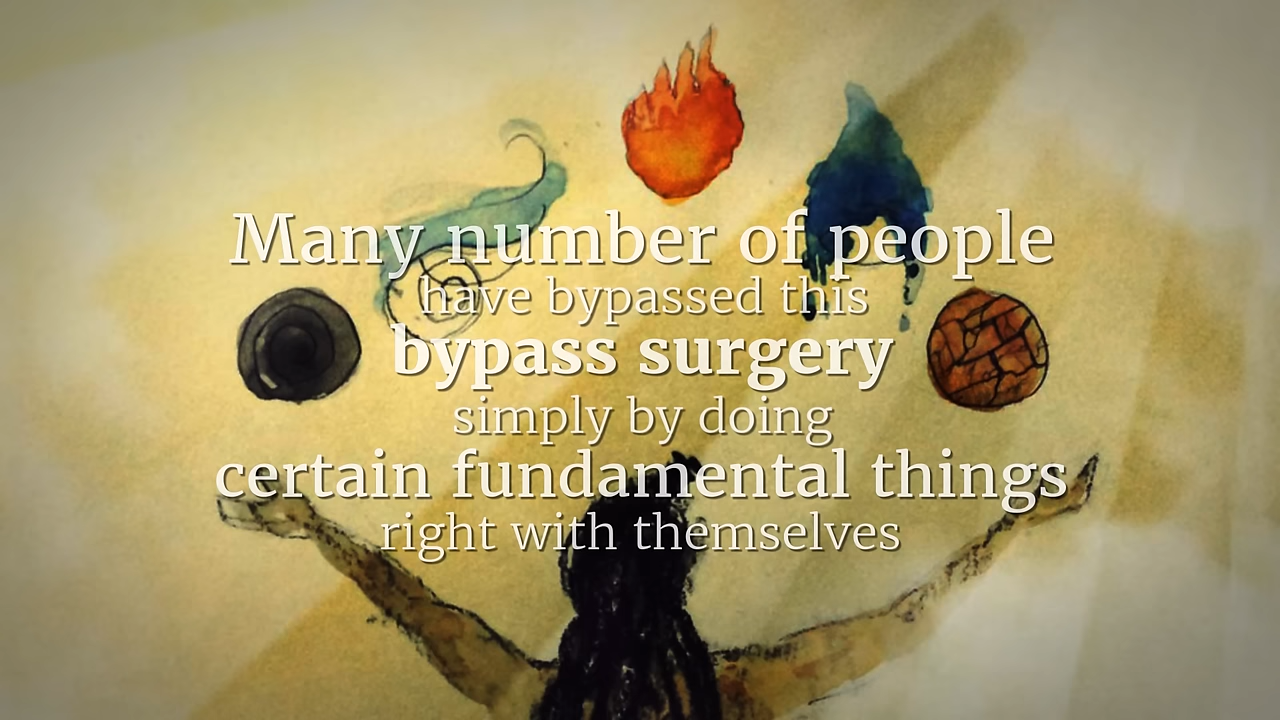 Many number of people
have bypassed this
bypass surgery
simply by doing
certain fundamental things
right with themselves